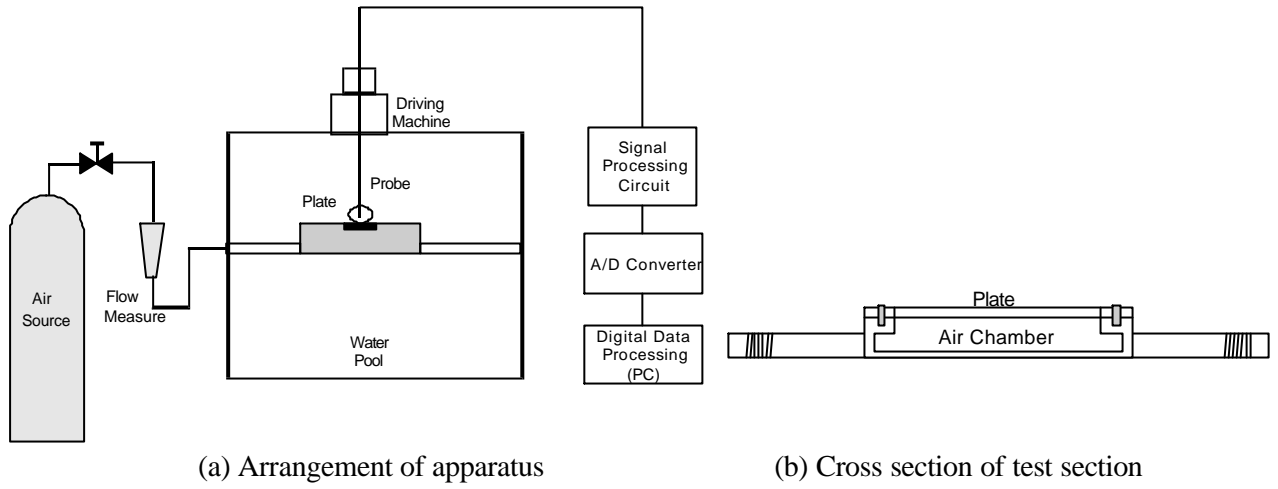 Driving
Machine
Probe
Plate
Air
Source
Flow
Measure
Water
Pool
Signal
Processing
Circuit
A/D Converter
Digital Data
Processing
(PC)
Plate
Air Chamber
(a) Arrangement of apparatus
(b) Cross section of test section